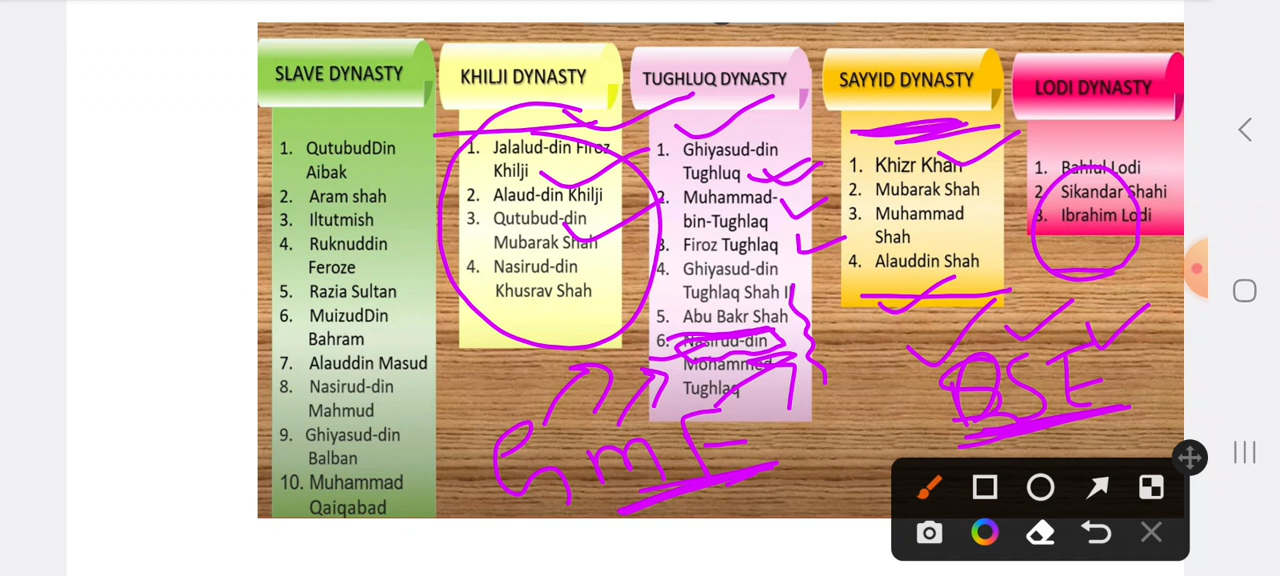 SLAVE DYNASTY
1. QutubudDin
Aibak
2. Aram shah
3. Iltutmish
4. Ruknuddin
Feroze
5. Razia Sultan
6. MuizudDin
Bahram
7. Alauddin Masud
8. Nasirud-din
Mahmud
9. Ghiyasud-din
Balban
10. Muhammad
Qaiqabad
KHILJI DYNASTY
1. Jalalud-din Firoz
Khilji
2. Alaud-din Khilji
3. Qutubud-din
Mubarak Shah
4. Nasirud-din
Khusrav Shah
TUGHLUQ DYNASTY
1. Ghiyasud-din
Tughluq
2. Muhammad-
bin-Tughlaq
3. Firoz Tughlaq
4. Ghiyasud-din
Tughlaq Shah II
5. Abu Bakr Shah
6. Nasirud-din
Mohammed
Tughlaq
SAYYID DYNASTY
1. Khizr Khan
2. Mubarak Shah
3. Muhammad
Shah
4. Alauddin Shah
LODI DYNASTY
1. Bahlul Lodi
2. Sikandar Shahi
3. Ibrahim Lodi
BSI